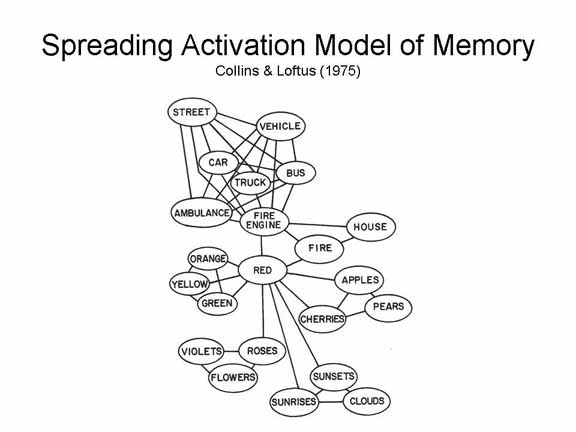 Spreading Activation Model of Memory
Collins & Loftus (1975)
STREET
VEHICLE
CAR
TRUCK
BUS
AMBULANCE
FIRE
ENGINE
HOUSE
FIRE
ORANGE
RED
YELLOW
GREEN
APPLES
CHERRIES
PEARS
VIOLETS
ROSES
FLOWERS
SUNSETS
SUNRISES
CLOUDS